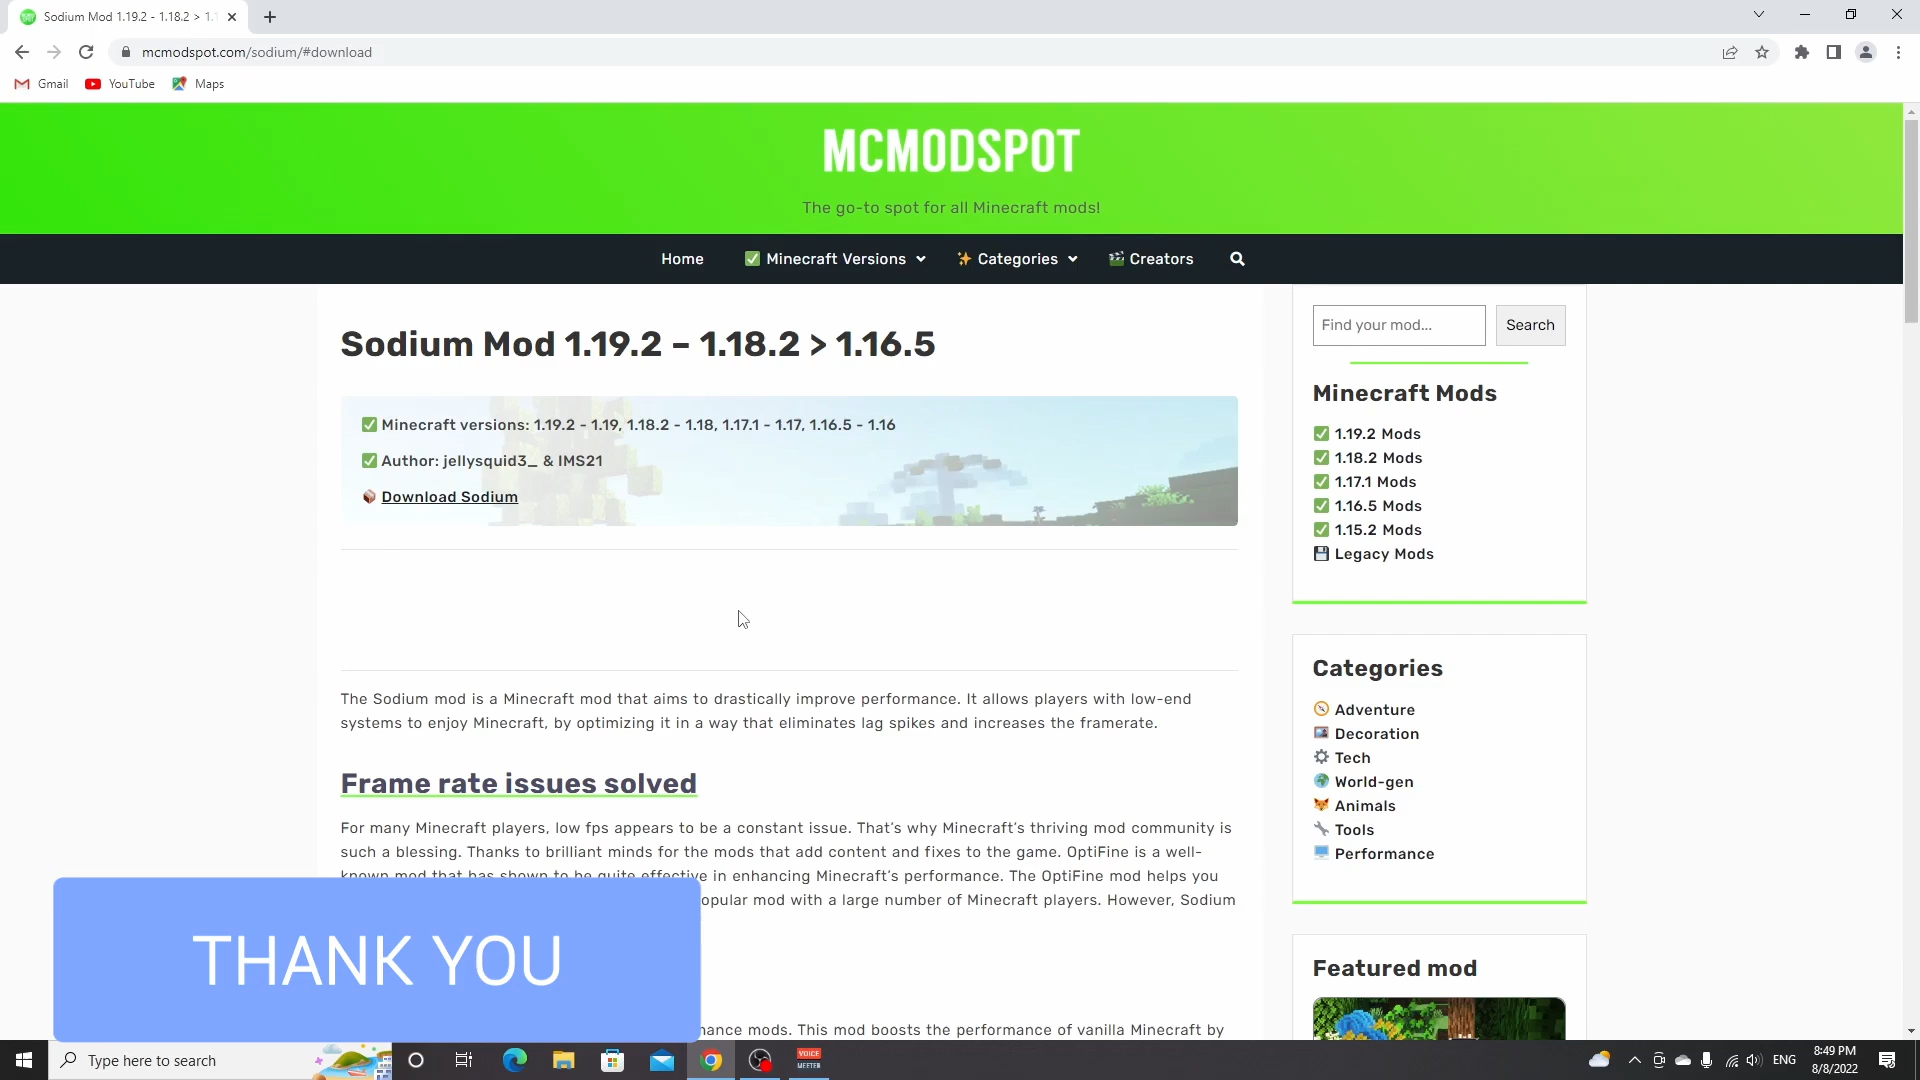 Sodium Mod 1.19.2 - 1.18.2 > 1.1
mcmodspot.com/sodium/#download
Gmail
YouTube
Maps
MCMODSPOT
The go-to spot for all Minecraft mods!
Home
✅ Minecraft Versions
✨ Categories
🎬 Creators
Sodium Mod 1.19.2 – 1.18.2 > 1.16.5
✅ Minecraft versions: 1.19.2 - 1.19, 1.18.2 - 1.18, 1.17.1 - 1.17, 1.16.5 - 1.16
✅ Author: jellysquid3_ & IMS21
Download Sodium
The Sodium mod is a Minecraft mod that aims to drastically improve performance. It allows players with low-end
systems to enjoy Minecraft, by optimizing it in a way that eliminates lag spikes and increases the framerate.
Frame rate issues solved
For many Minecraft players, low fps appears to be a constant issue. That's why Minecraft's thriving mod community is
such a blessing. Thanks to brilliant minds for the mods that add content and fixes to the game. OptiFine is a well-
known mod that has shown to be quite effective in enhancing Minecraft's performance. The OptiFine mod helps you
opular mod with a large number of Minecraft players. However, Sodium
nance mods. This mod boosts the performance of vanilla Minecraft by
Find your mod...
Search
Minecraft Mods
✅ 1.19.2 Mods
✅ 1.18.2 Mods
✅ 1.17.1 Mods
✅ 1.16.5 Mods
✅ 1.15.2 Mods
💾 Legacy Mods
Categories
Adventure
Decoration
Tech
World-gen
Animals
Tools
Performance
Featured mod
THANK YOU
Type here to search
VOICE
MEETER
ENG
8:49 PM
8/8/2022